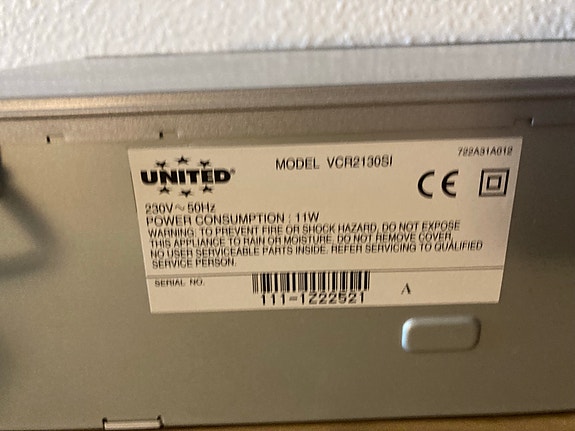 722A31A012
MODEL VCR2130SI
UNITED
CE
230V~50Hz
POWER CONSUMPTION : 11W
WARNING: TO PREVENT FIRE OR SHOCK HAZARD, DO NOT EXPOSE
THIS APPLIANCE TO RAIN OR MOISTURE. DO NOT REMOVE COVER.
NO USER SERVICEABLE PARTS INSIDE. REFER SERVICING TO QUALIFIED
SERVICE PERSON.
SERIAL NO.
111-1Z22521 A